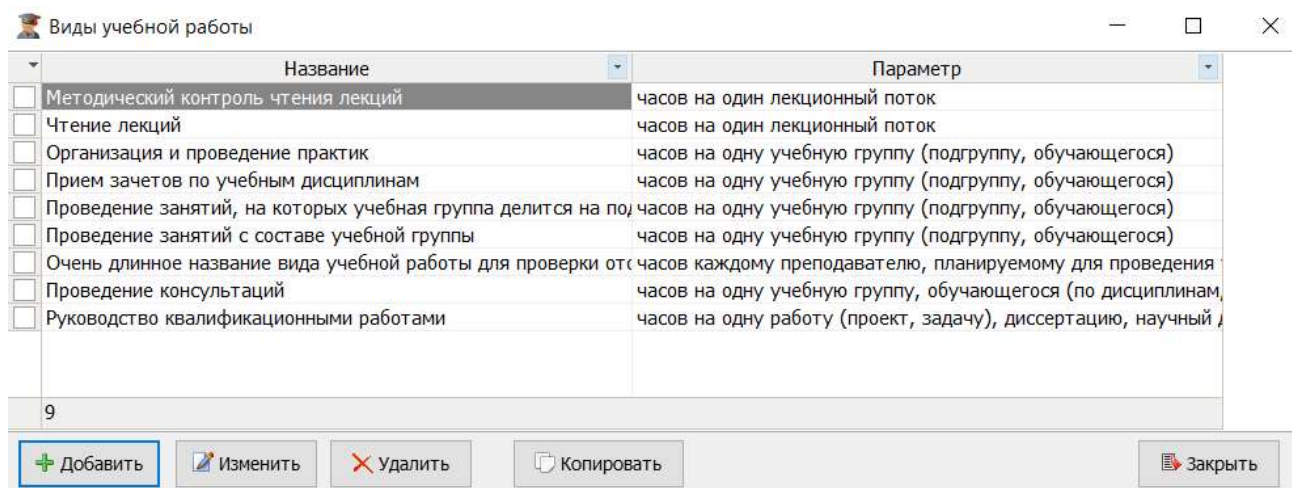 Виды учебной работы
Название Параметр
Методический контроль чтения лекций часов на один лекционный поток
Чтение лекций часов на один лекционный поток
Организация и проведение практик часов на одну учебную группу (подгруппу, обучающегося)
Прием зачетов по учебным дисциплинам часов на одну учебную группу (подгруппу, обучающегося)
Проведение занятий, на которых учебная группа делится на часов на одну учебную группу (подгруппу, обучающегося)
Проведение занятий с составе учебной группы часов на одну учебную группу (подгруппу, обучающегося)
Очень длинное название вида учебной работы для проверки часов каждому преподавателю, планируемому для проведения
Проведение консультаций часов на одну учебную группу, обучающегося (по дисциплинам,
Руководство квалификационными работами часов на одну работу (проект, задачу), диссертацию, научный
9
Добавить Изменить Удалить Копировать Закрыть